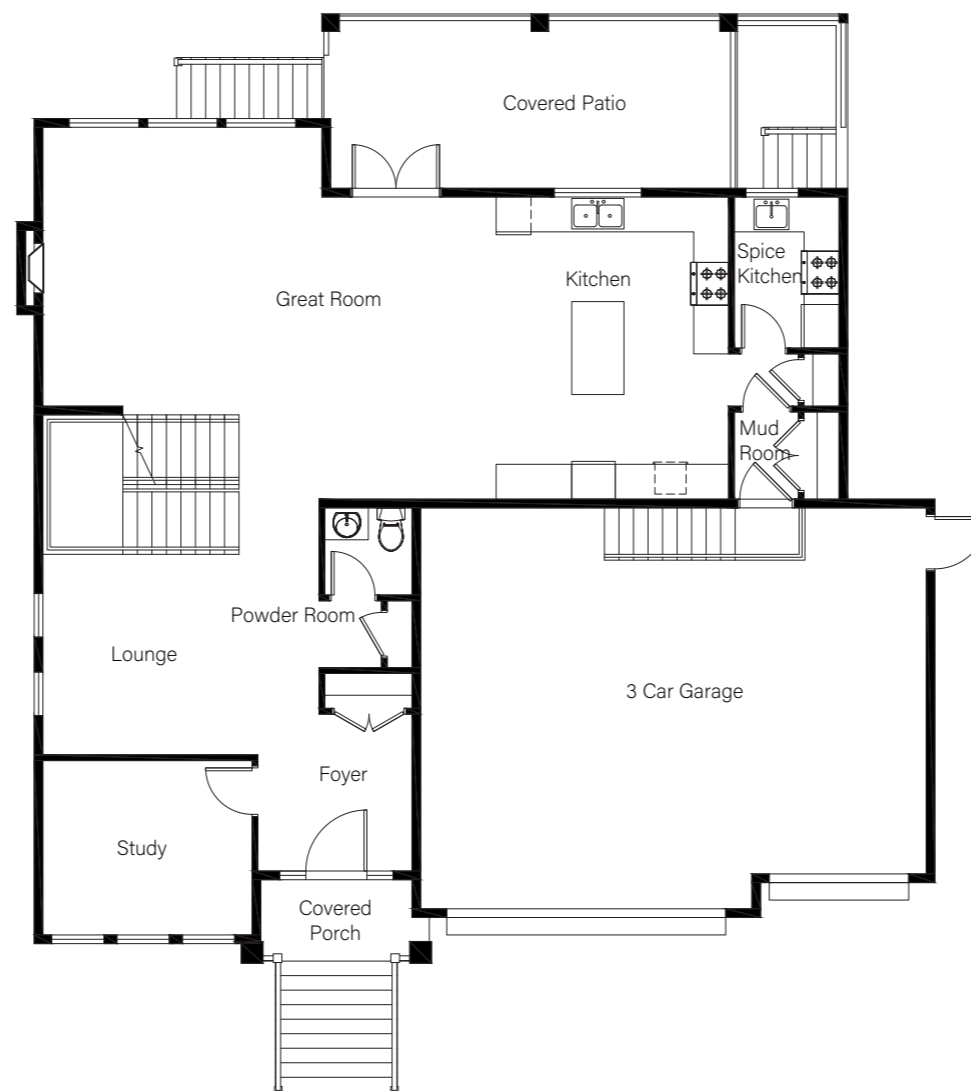 Covered Patio
Spice
Kitchen
Kitchen
Great Room
Mud
Room
Powder Room
Lounge
3 Car Garage
Foyer
Study
Covered
Porch